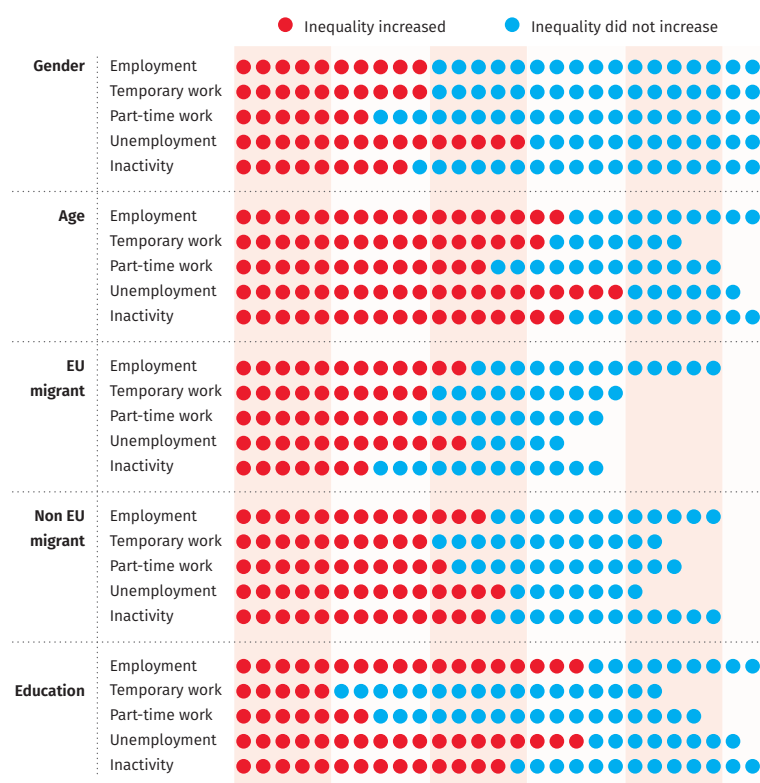 Inequality increased Inequality did not increase
Gender Employment
Temporary work
Part-time work
Unemployment
Inactivity
Age Employment
Temporary work
Part-time work
Unemployment
Inactivity
EU Employment
migrant Temporary work
Part-time work
Unemployment
Inactivity
Non EU Employment
migrant Temporary work
Part-time work
Unemployment
Inactivity
Employment
Education Temporary work
Part-time work
Unemployment
Inactivity